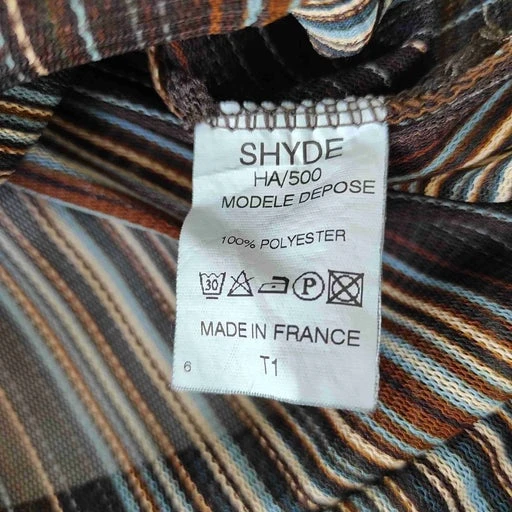 SHYDE
HA/500
MODELE DEPOSE
100% POLYESTER
30 P
MADE IN FRANCE
6 T1